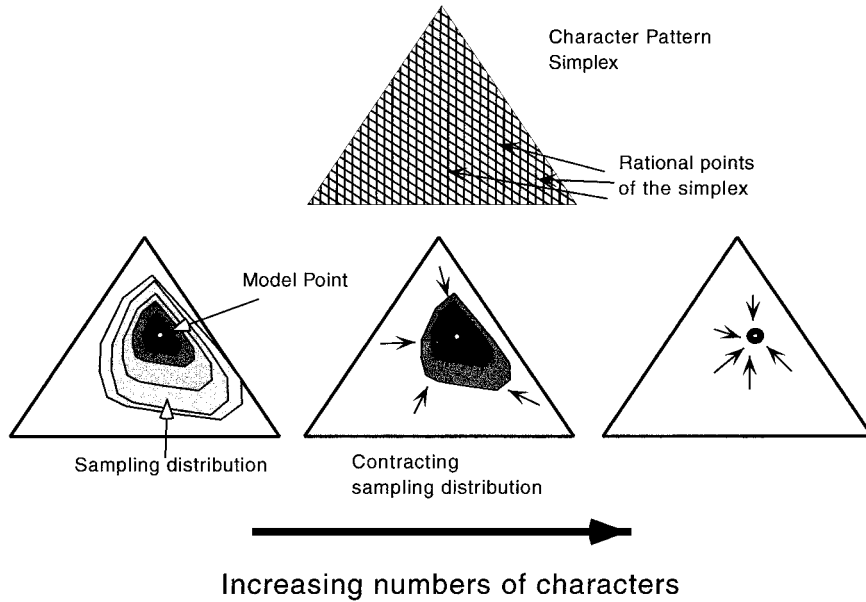 Character Pattern
Simplex
Rational points
of the simplex
Model Point
Sampling distribution
Contracting
sampling distribution
Increasing numbers of characters